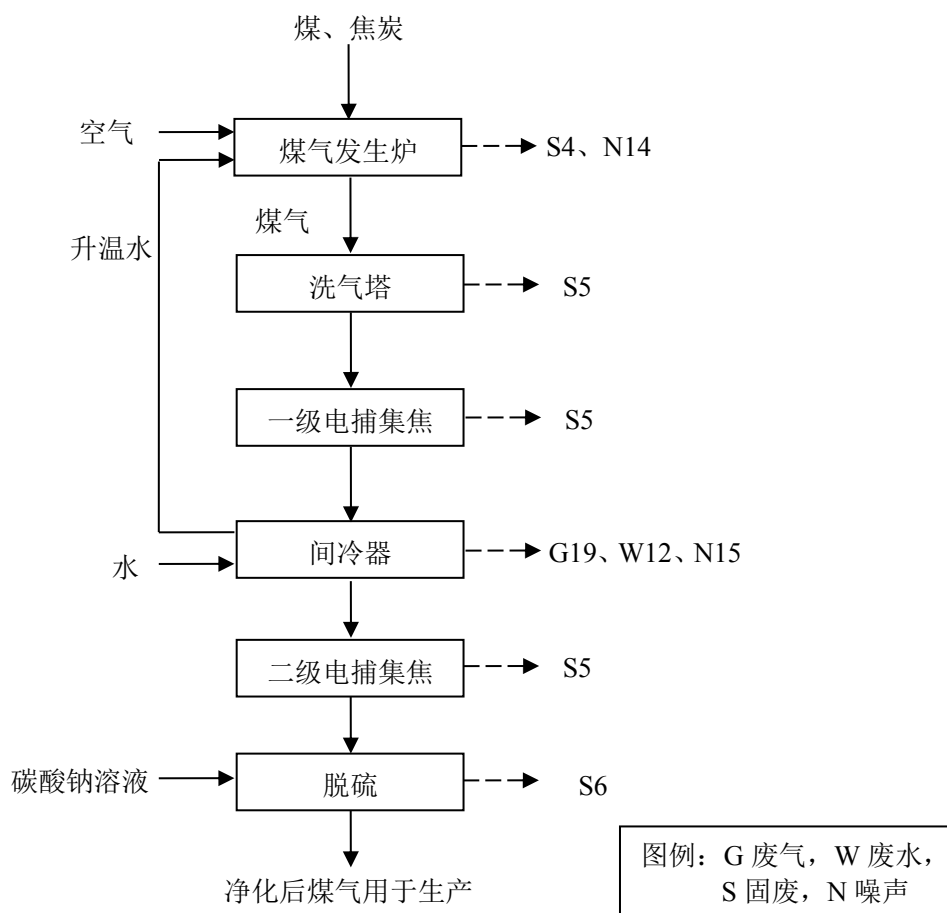 煤、焦炭
空气
煤气发生炉
S4、N14
煤气
升温水
洗气塔
S5
一级电捕集焦
S5
间冷器
G19、W12、N15
水
二级电捕集焦
S5
碳酸钠溶液
脱硫
S6
净化后煤气用于生产
图例：G 废气，W 废水，
S 固废，N 噪声